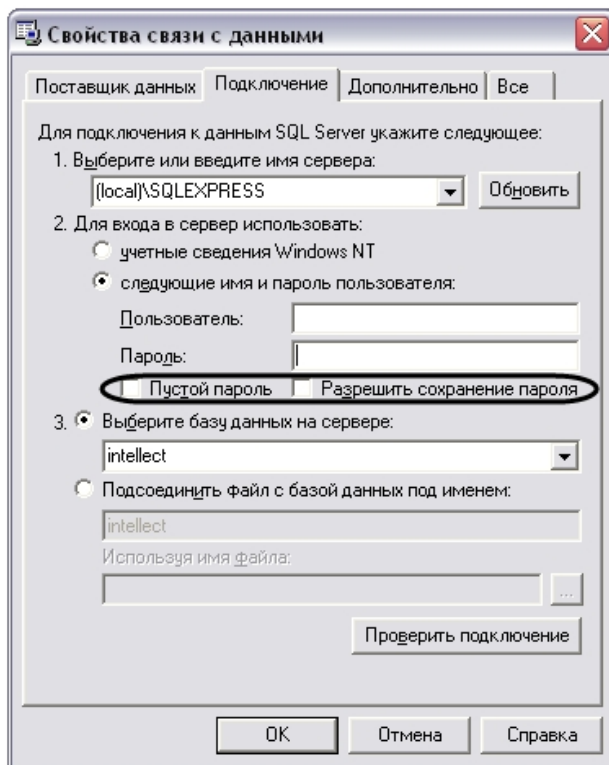 Свойства связи с данными
Поставщик данных Подключение Дополнительно Все
Для подключения к данным SQL Server укажите следующее:
1. Выберите или введите имя сервера:
(local)\SQLEXPRESS Обновить
2. Для входа в сервер использовать:
учетные сведения Windows NT
следующие имя и пароль пользователя:
Пользователь:
Пароль:
Пустой пароль Разрешить сохранение пароля
3. Выберите базу данных на сервере:
intellect
Подсоединить файл с базой данных под именем:
intellect
Используя имя файла:
...
Проверить подключение
OK Отмена Справка